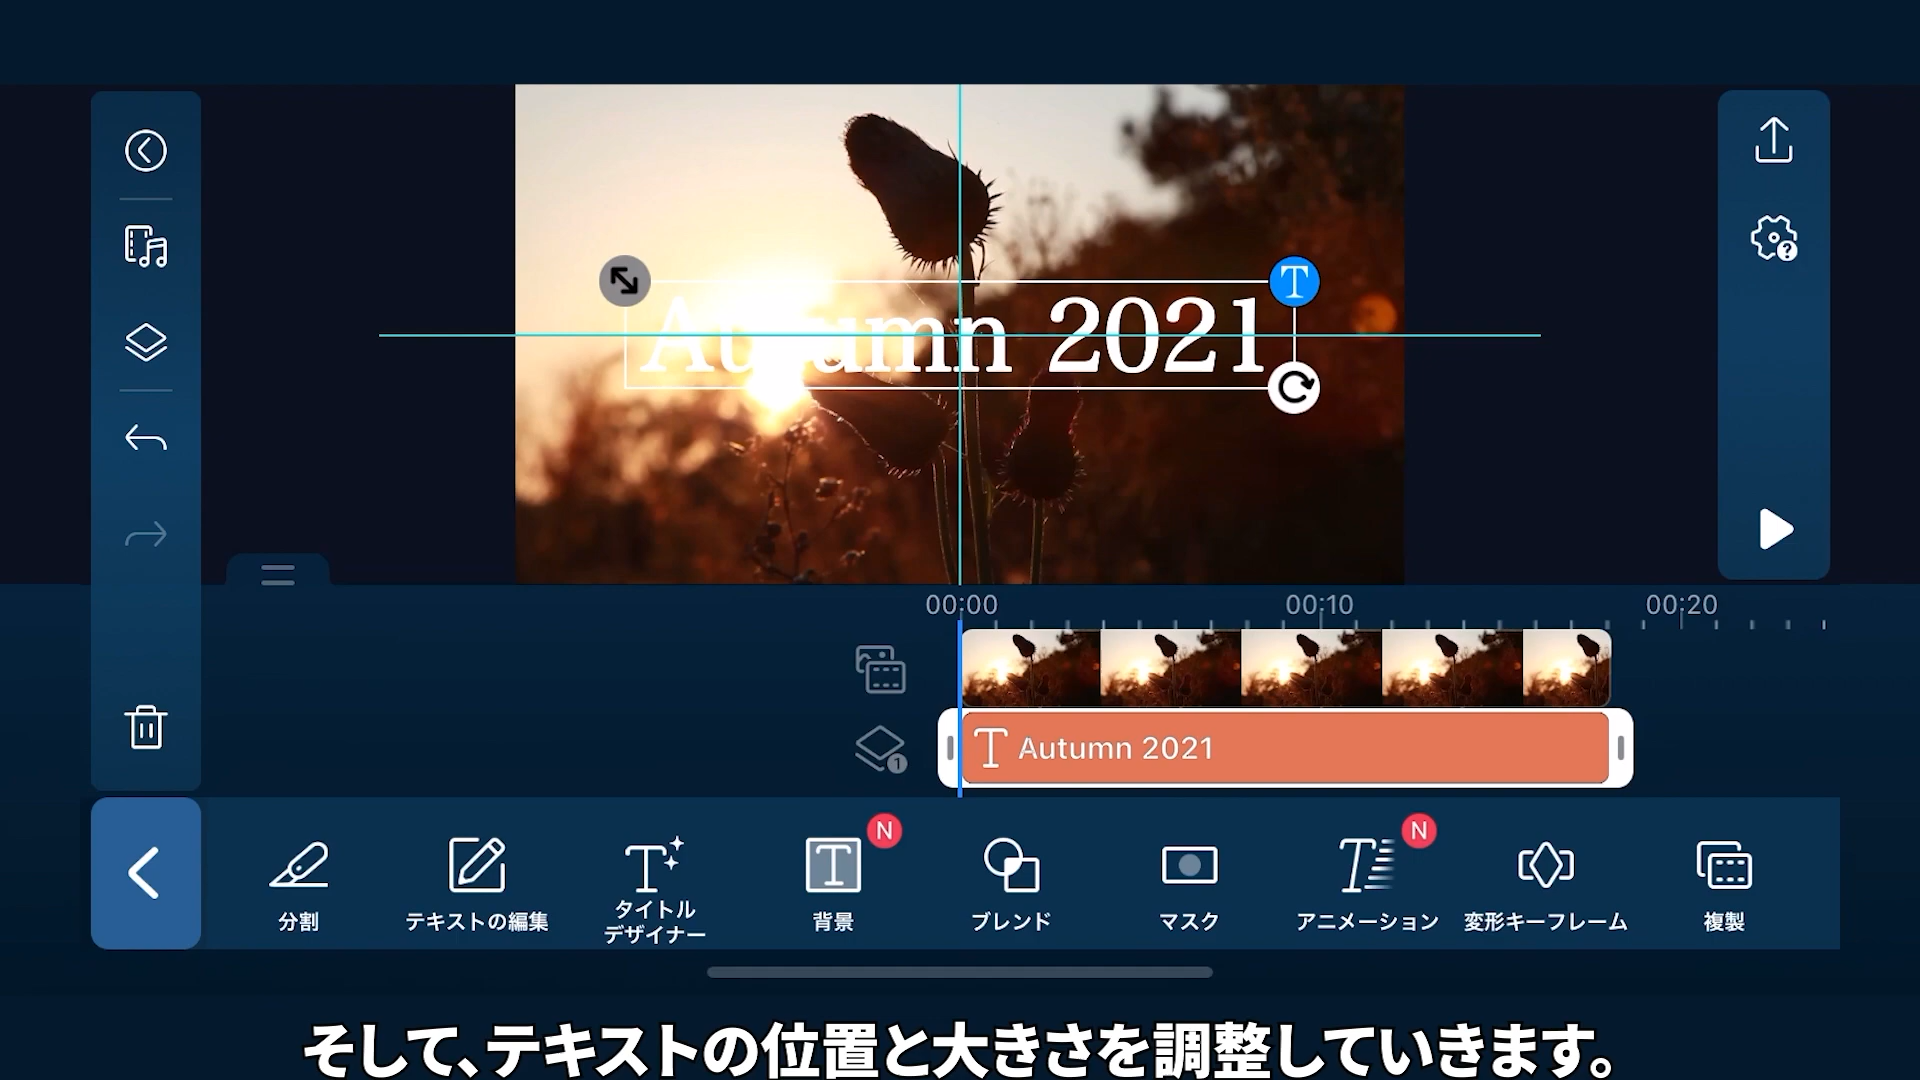 Autumn 2021
T
?
00:00
00:10
00:20
T Autumn 2021
1
分割
テキストの編集
タイトル
デザイナー
N
背景
ブレンド
マスク
N
アニメーション
変形キーフレーム
複製
そして、テキストの位置と大きさを調整していきます。